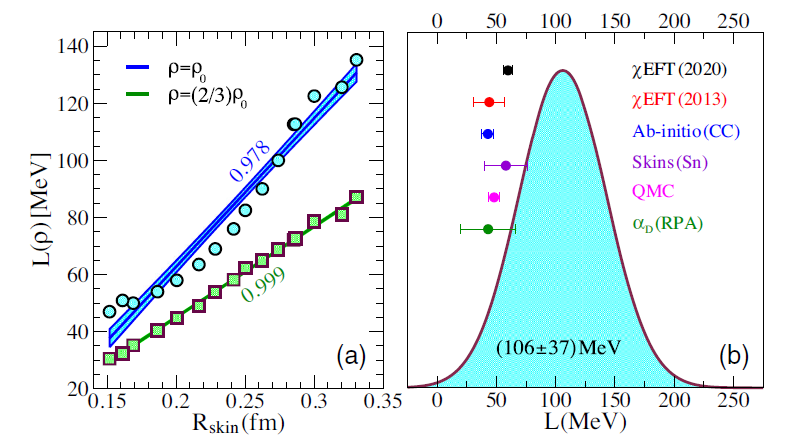 0 50 100 150 200 250
140
120
100
80
60
40
20
L(ρ)[MeV]
ρ=ρ₀
ρ=(2/3)ρ₀
0.978
0.999
(a)
0.15 0.2 0.25 0.3 0.35
R_skin(fm)
χEFT(2020)
χEFT(2013)
Ab-initio(CC)
Skins(Sn)
QMC
α_D(RPA)
(106±37)MeV
(b)
0 50 100 150 200 250
L(MeV)